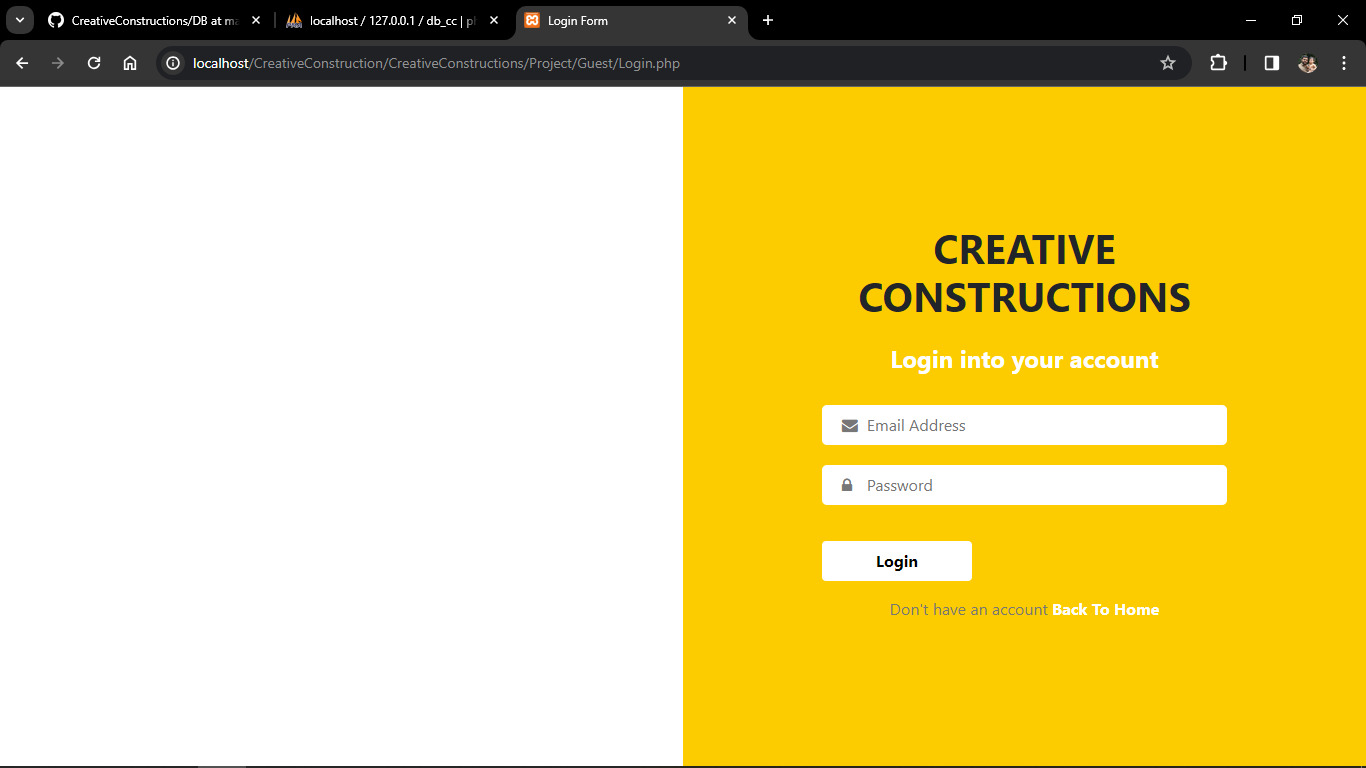 CreativeConstructions/DB at ma
localhost / 127.0.0.1 / db_cc | pl
Login Form
localhost/CreativeConstruction/CreativeConstructions/Project/Guest/Login.php
CREATIVE
CONSTRUCTIONS
Login into your account
Email Address
Password
Login
Don't have an account Back To Home